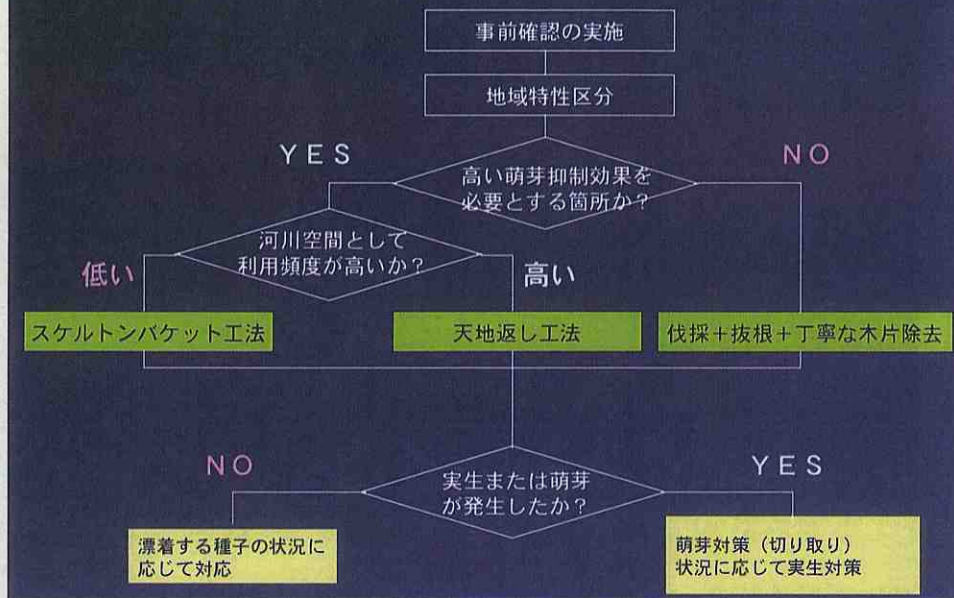 事前確認の実施
地域特性区分
YES
NO
高い萌芽抑制効果を
必要とする箇所か?
河川空間として
利用頻度が高いか?
低い
高い
スケルトンバケット工法
天地返し工法
伐採+抜根+丁寧な木片除去
NO
YES
実生または萌芽
が発生したか?
漂着する種子の状況に
応じて対応
萌芽対策(切り取り)
状況に応じて実生対策